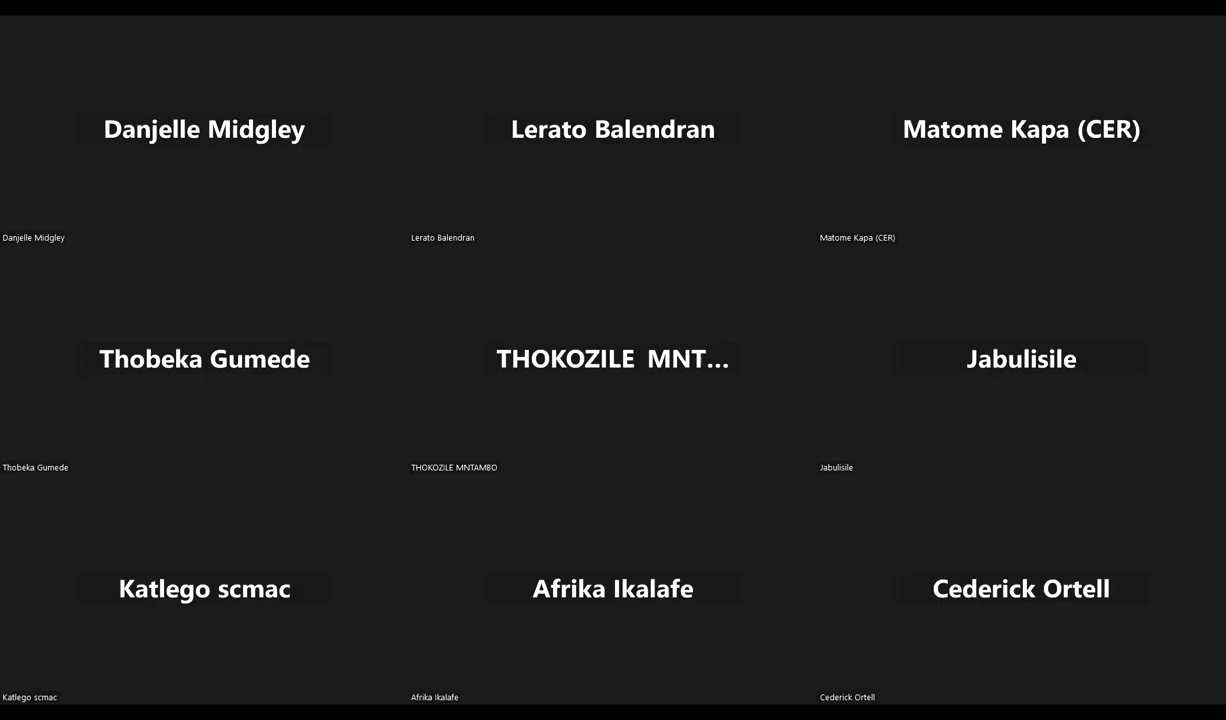 Danjelle Midgley
Lerato Balendran
Matome Kapa (CER)
Danjelle Midgley
Lerato Balendran
Matome Kapa (CER)
Thobeka Gumede
THOKOZILE MNT...
Jabulisile
Thobeka Gumede
THOKOZILE MNTAMBO
Jabulisile
Katlego scmac
Afrika Ikalafe
Cederick Ortell
Katlego scmac
Afrika Ikalafe
Cederick Ortell